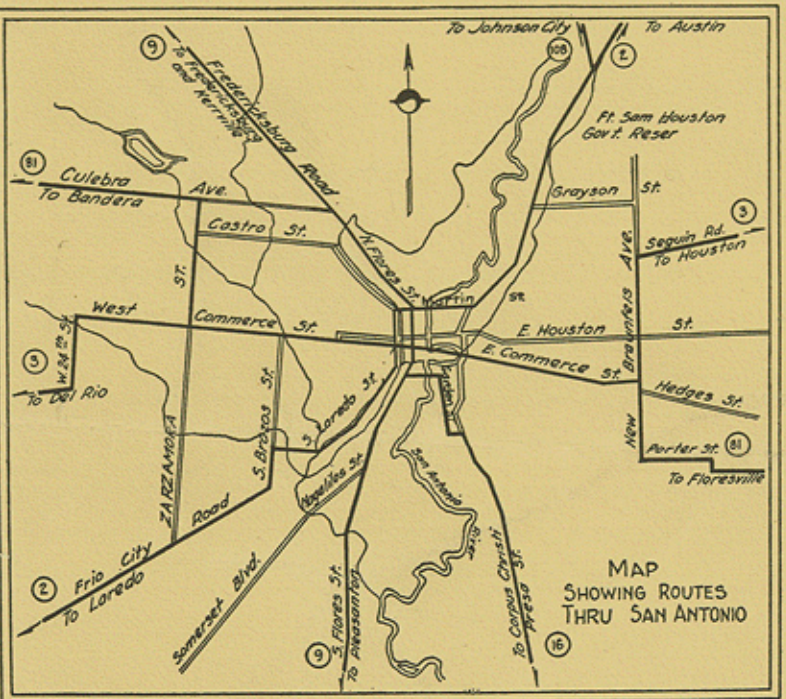 To Johnson City
To Austin
9
108
2
To Fredericksburg
and Kerrville
Fredericksburg Road
Ft. Sam Houston
Gov't. Reser
81
Culebra Ave.
To Bandera
Grayson St.
3
Seguin Rd.
To Houston
Castro St.
N. Flores St.
Martin St.
ST.
West Commerce St.
W. 24th St.
E. Houston St.
E. Commerce St.
New Braunfels Ave.
3
To Del Rio
Hedges St.
S. Laredo St.
S. Brazos St.
ZARZAMORA
Porter St.
81
To Floresville
Nogeliles St.
San Antonio River
Frio City Road
To Laredo
2
Somerset Blvd.
S. Flores St.
To Pleasanton
9
To Corpus Christi
Presa St.
16
MAP
SHOWING ROUTES
THRU SAN ANTONIO